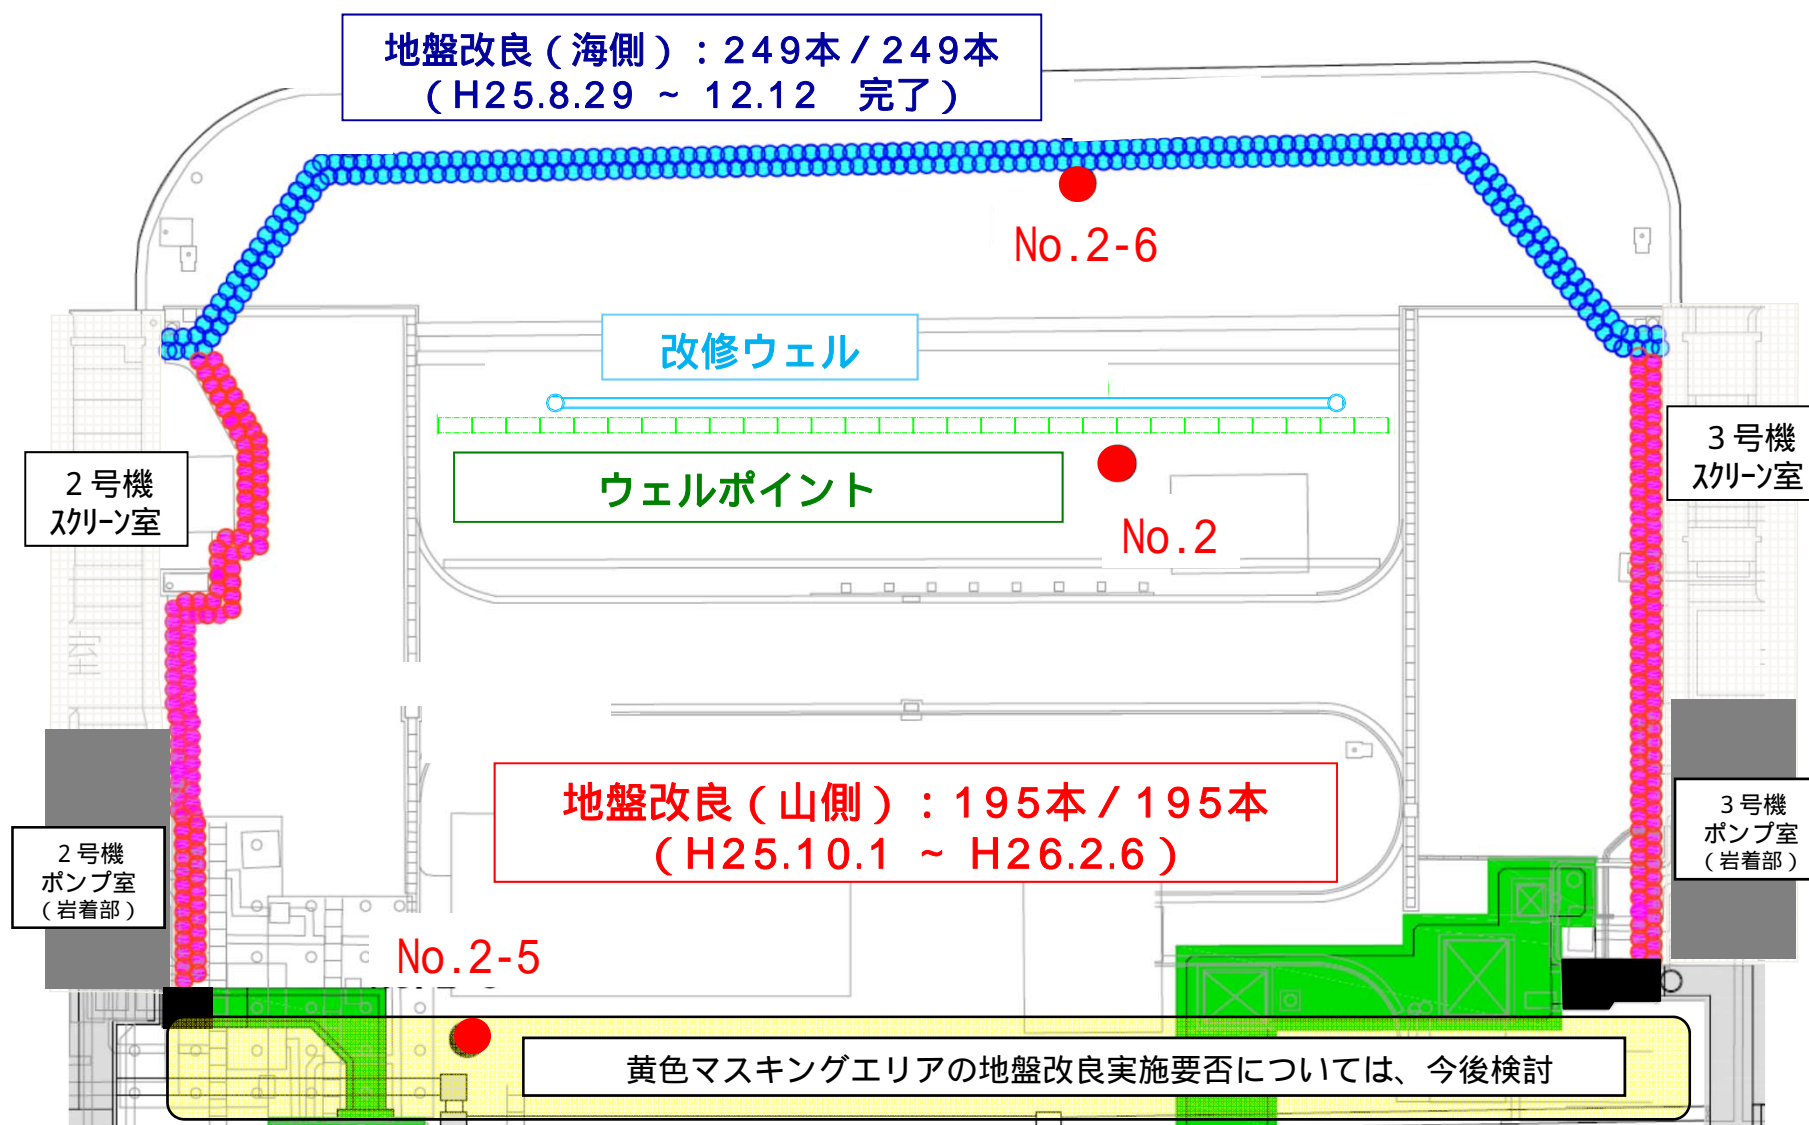 地盤改良（海側）：249本／249本
（H25.8.29 ~ 12.12　完了）
No.2-6
改修ウェル
ウェルポイント
No.2
２号機
スクリーン室
３号機
スクリーン室
地盤改良（山側）：195本／195本
（H25.10.1 ~ H26.2.6）
２号機
ポンプ室
（岩着部）
３号機
ポンプ室
（岩着部）
No.2-5
黄色マスキングエリアの地盤改良実施要否については、今後検討